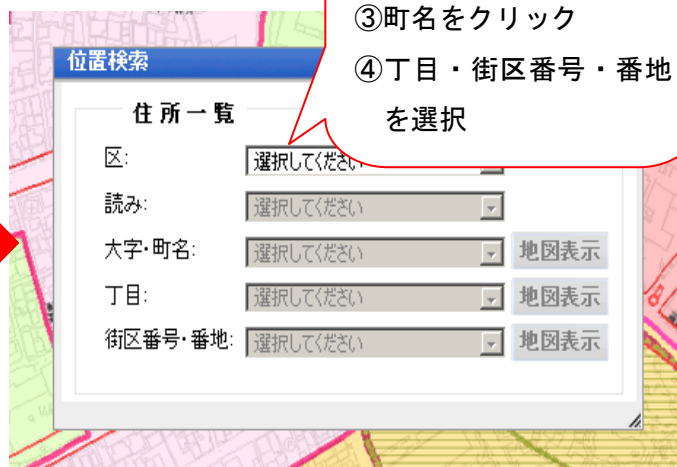 ③町名をクリック
④丁目・街区番号・番地
を選択
位置検索
住所一覧
区: 選択してください
読み: 選択してください
大字・町名: 選択してください 地図表示
丁目: 選択してください 地図表示
街区番号・番地: 選択してください 地図表示